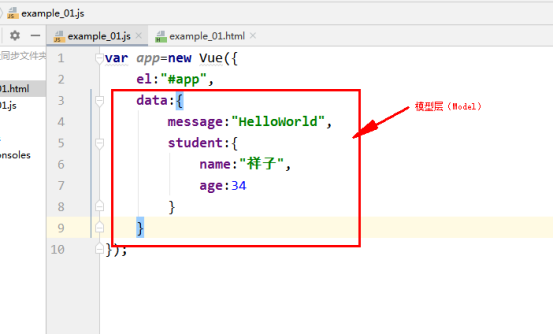 example_01.js
example_01.js
example_01.html
同步文件夹
01.html
01.js
onsoles
1 var app=new Vue({
2 el:"#app",
3 data:{
4 message:"HelloWorld",
5 student:{
6 name:"祥子",
7 age:34
8 }
9 }
10 });
模型层（Model）